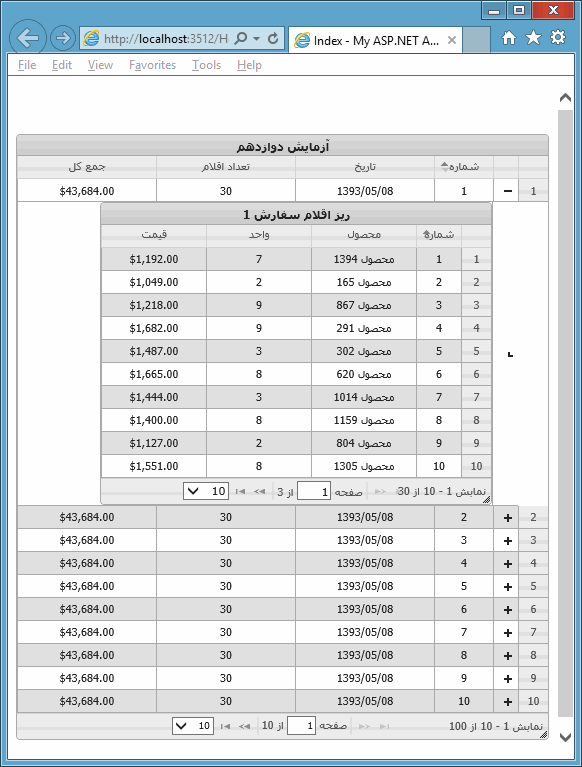 http://localhost:3512/H
Index - My ASP.NET A...
File Edit View Favorites Tools Help
آزمایش دوازدهم
شماره تاریخ تعداد اقلام جمع کل
1 1 1393/05/08 30 $43,684.00
ریز اقلام سفارش 1
شماره محصول واحد قیمت
1 1 محصول 1394 7 $1,192.00
2 2 محصول 165 2 $1,049.00
3 3 محصول 867 9 $1,218.00
4 4 محصول 291 9 $1,682.00
5 5 محصول 302 3 $1,487.00
6 6 محصول 620 8 $1,665.00
7 7 محصول 1014 3 $1,444.00
8 8 محصول 1159 8 $1,400.00
9 9 محصول 804 2 $1,127.00
10 10 محصول 1305 8 $1,551.00
نمایش 1 - 10 از 30 صفحه 1 از 3 10
2 2 1393/05/08 30 $43,684.00
3 3 1393/05/08 30 $43,684.00
4 4 1393/05/08 30 $43,684.00
5 5 1393/05/08 30 $43,684.00
6 6 1393/05/08 30 $43,684.00
7 7 1393/05/08 30 $43,684.00
8 8 1393/05/08 30 $43,684.00
9 9 1393/05/08 30 $43,684.00
10 10 1393/05/08 30 $43,684.00
نمایش 1 - 10 از 100 صفحه 1 از 10 10